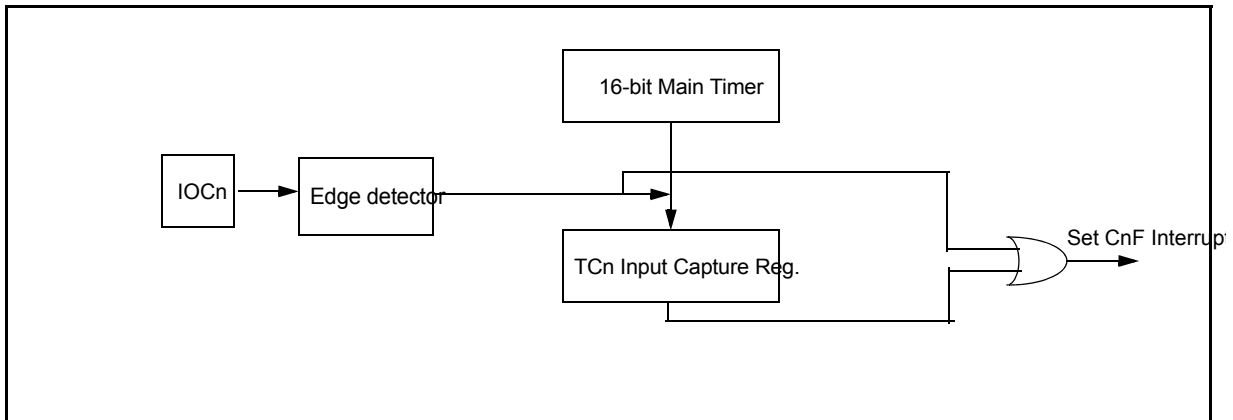 16-bit Main Timer
IOCn
Edge detector
TCn Input Capture Reg.
Set CnF Interrupt